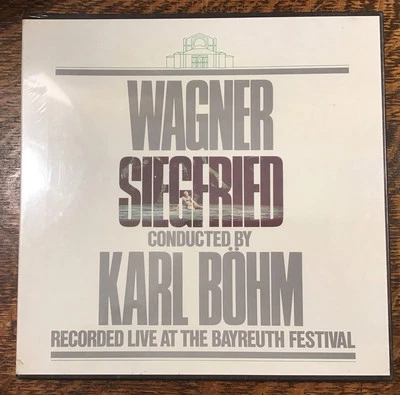 WAGNER
SIEGFRIED
CONDUCTED BY
KARL BÖHM
RECORDED LIVE AT THE BAYREUTH FESTIVAL